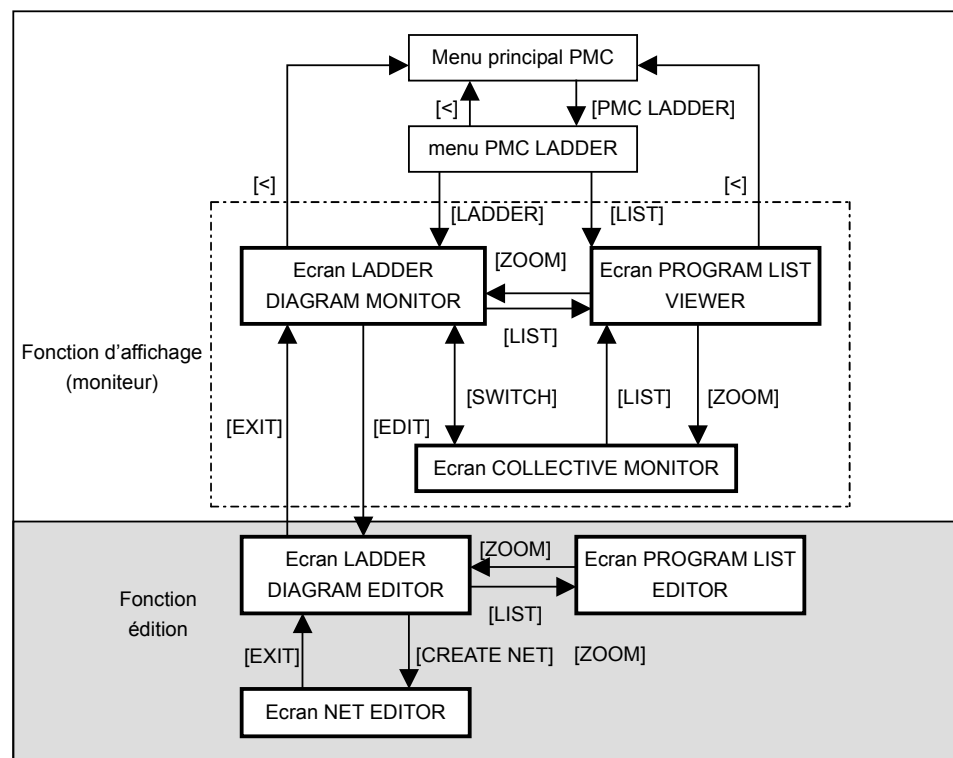 Menu principal PMC
[<]
[PMC LADDER]
menu PMC LADDER
[<]
[<]
[LADDER]
[LIST]
Ecran LADDER
DIAGRAM MONITOR
[ZOOM]
Ecran PROGRAM LIST
VIEWER
[LIST]
Fonction d'affichage
(moniteur)
[EXIT]
[EDIT]
[SWITCH]
[LIST]
[ZOOM]
Ecran COLLECTIVE MONITOR
Ecran LADDER
DIAGRAM EDITOR
[ZOOM]
Ecran PROGRAM LIST
EDITOR
[LIST]
Fonction
édition
[EXIT]
[CREATE NET]
[ZOOM]
Ecran NET EDITOR